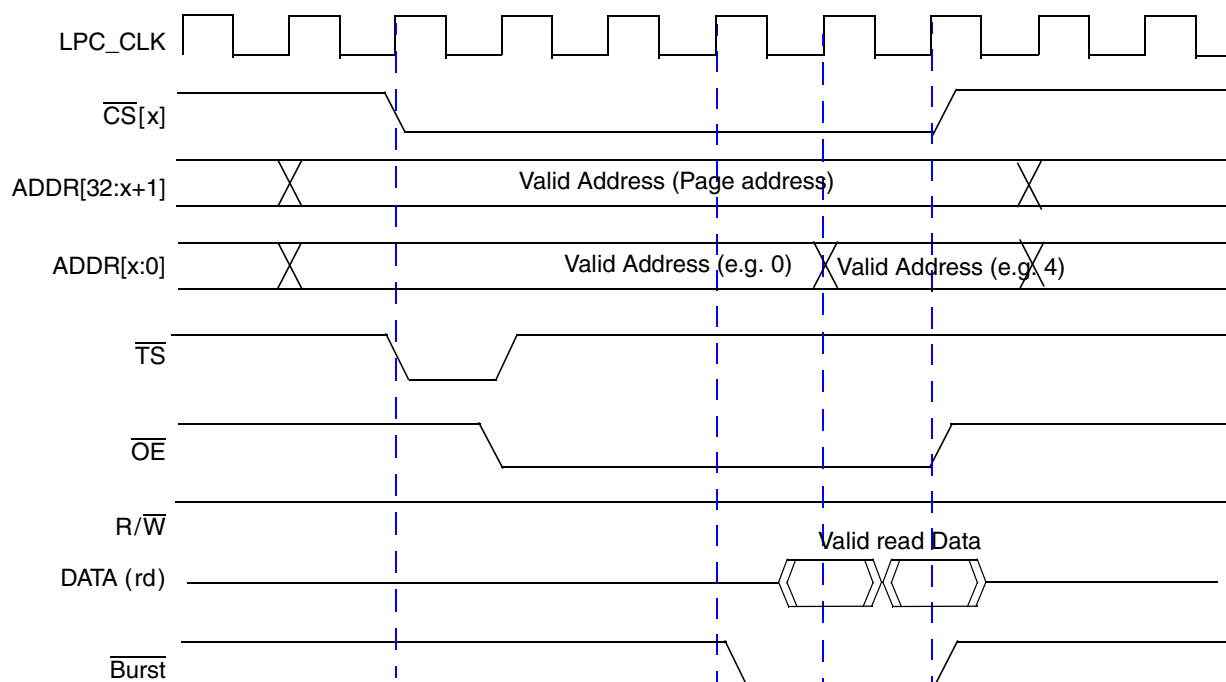 LPC_CLK
CS[x]
ADDR[32:x+1]
Valid Address (Page address)
ADDR[x:0]
Valid Address (e.g. 0)
Valid Address (e.g. 4)
TS
OE
R/W
Valid read Data
DATA (rd)
Burst